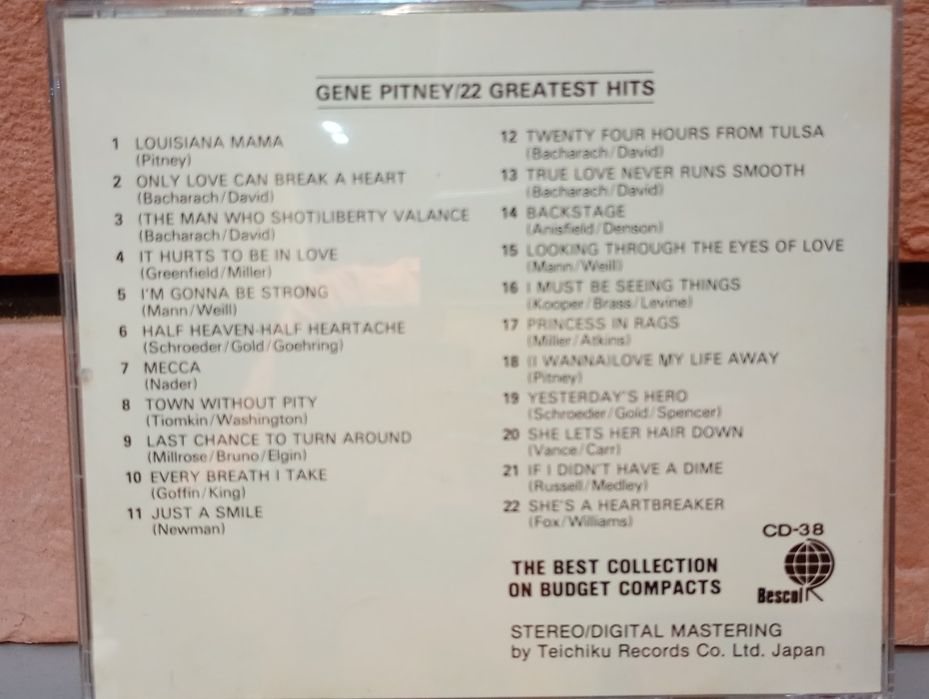 GENE PITNEY/22 GREATEST HITS
1 LOUISIANA MAMA
(Pitney)
2 ONLY LOVE CAN BREAK A HEART
(Bacharach/David)
3 (THE MAN WHO SHOT)LIBERTY VALANCE
(Bacharach/David)
4 IT HURTS TO BE IN LOVE
(Greenfield/Miller)
5 I'M GONNA BE STRONG
(Mann/Weill)
6 HALF HEAVEN-HALF HEARTACHE
(Schroeder/Gold/Goehring)
7 MECCA
(Nader)
8 TOWN WITHOUT PITY
(Tiomkin/Washington)
9 LAST CHANCE TO TURN AROUND
(Millrose/Bruno/Elgin)
10 EVERY BREATH I TAKE
(Goffin/King)
11 JUST A SMILE
(Newman)
12 TWENTY FOUR HOURS FROM TULSA
(Bacharach/David)
13 TRUE LOVE NEVER RUNS SMOOTH
(Bacharach/David)
14 BACKSTAGE
(Anisfield/Denson)
15 LOOKING THROUGH THE EYES OF LOVE
(Mann/Weill)
16 I MUST BE SEEING THINGS
(Kooper/Brass/Levine)
17 PRINCESS IN RAGS
(Miller/Atkins)
18 (I WANNA)LOVE MY LIFE AWAY
(Pitney)
19 YESTERDAY'S HERO
(Schroeder/Gold/Spencer)
20 SHE LETS HER HAIR DOWN
(Vance/Carr)
21 IF I DIDN'T HAVE A DIME
(Russell/Medley)
22 SHE'S A HEARTBREAKER
(Fox/Williams)
CD-38
THE BEST COLLECTION
ON BUDGET COMPACTS
Bescol
STEREO/DIGITAL MASTERING
by Teichiku Records Co. Ltd. Japan